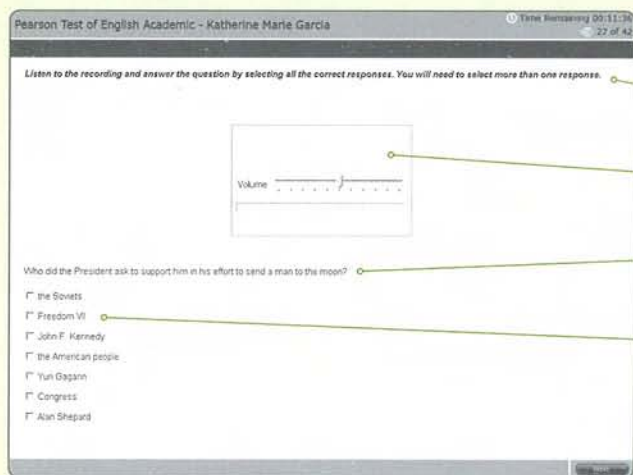 Pearson Test of English Academic - Katherine Marie Garcia
Time Remaining 00:11:36
27 of 42
Listen to the recording and answer the question by selecting all the correct responses. You will need to select more than one response.
Volume
Who did the President ask to support him in his effort to send a man to the moon?
the Soviets
Freedom VII
John F. Kennedy
the American people
Yuri Gagarin
Congress
Alan Shepard